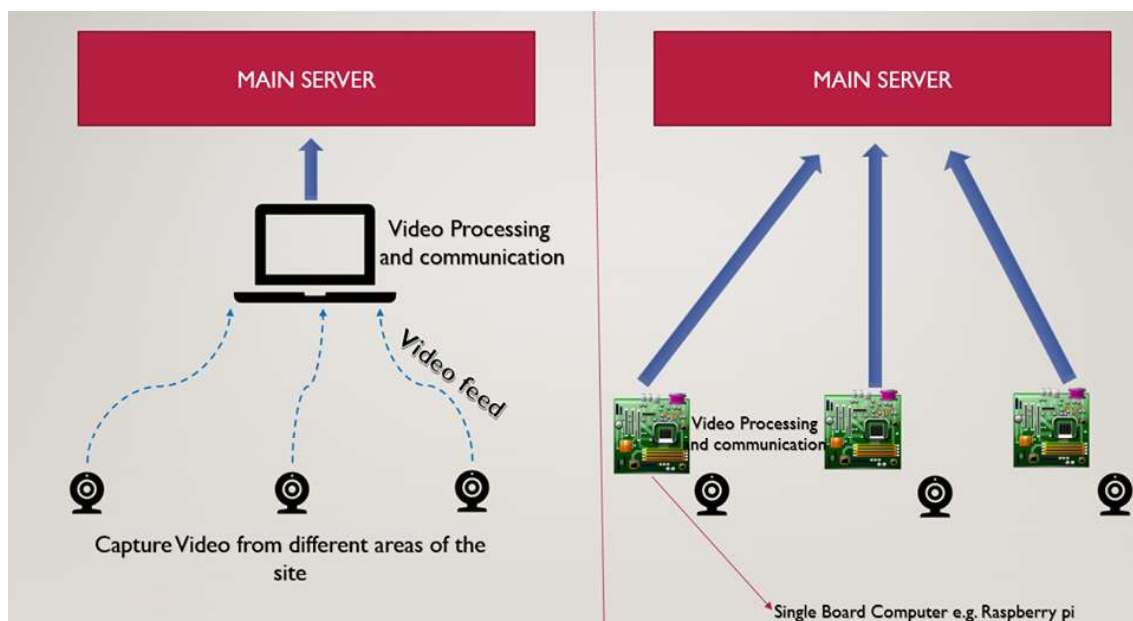 MAIN SERVER
Video Processing
and communication
Video feed
Capture Video from different areas of the
site
MAIN SERVER
Video Processing
and communication
Single Board Computer e.g. Raspberry pi